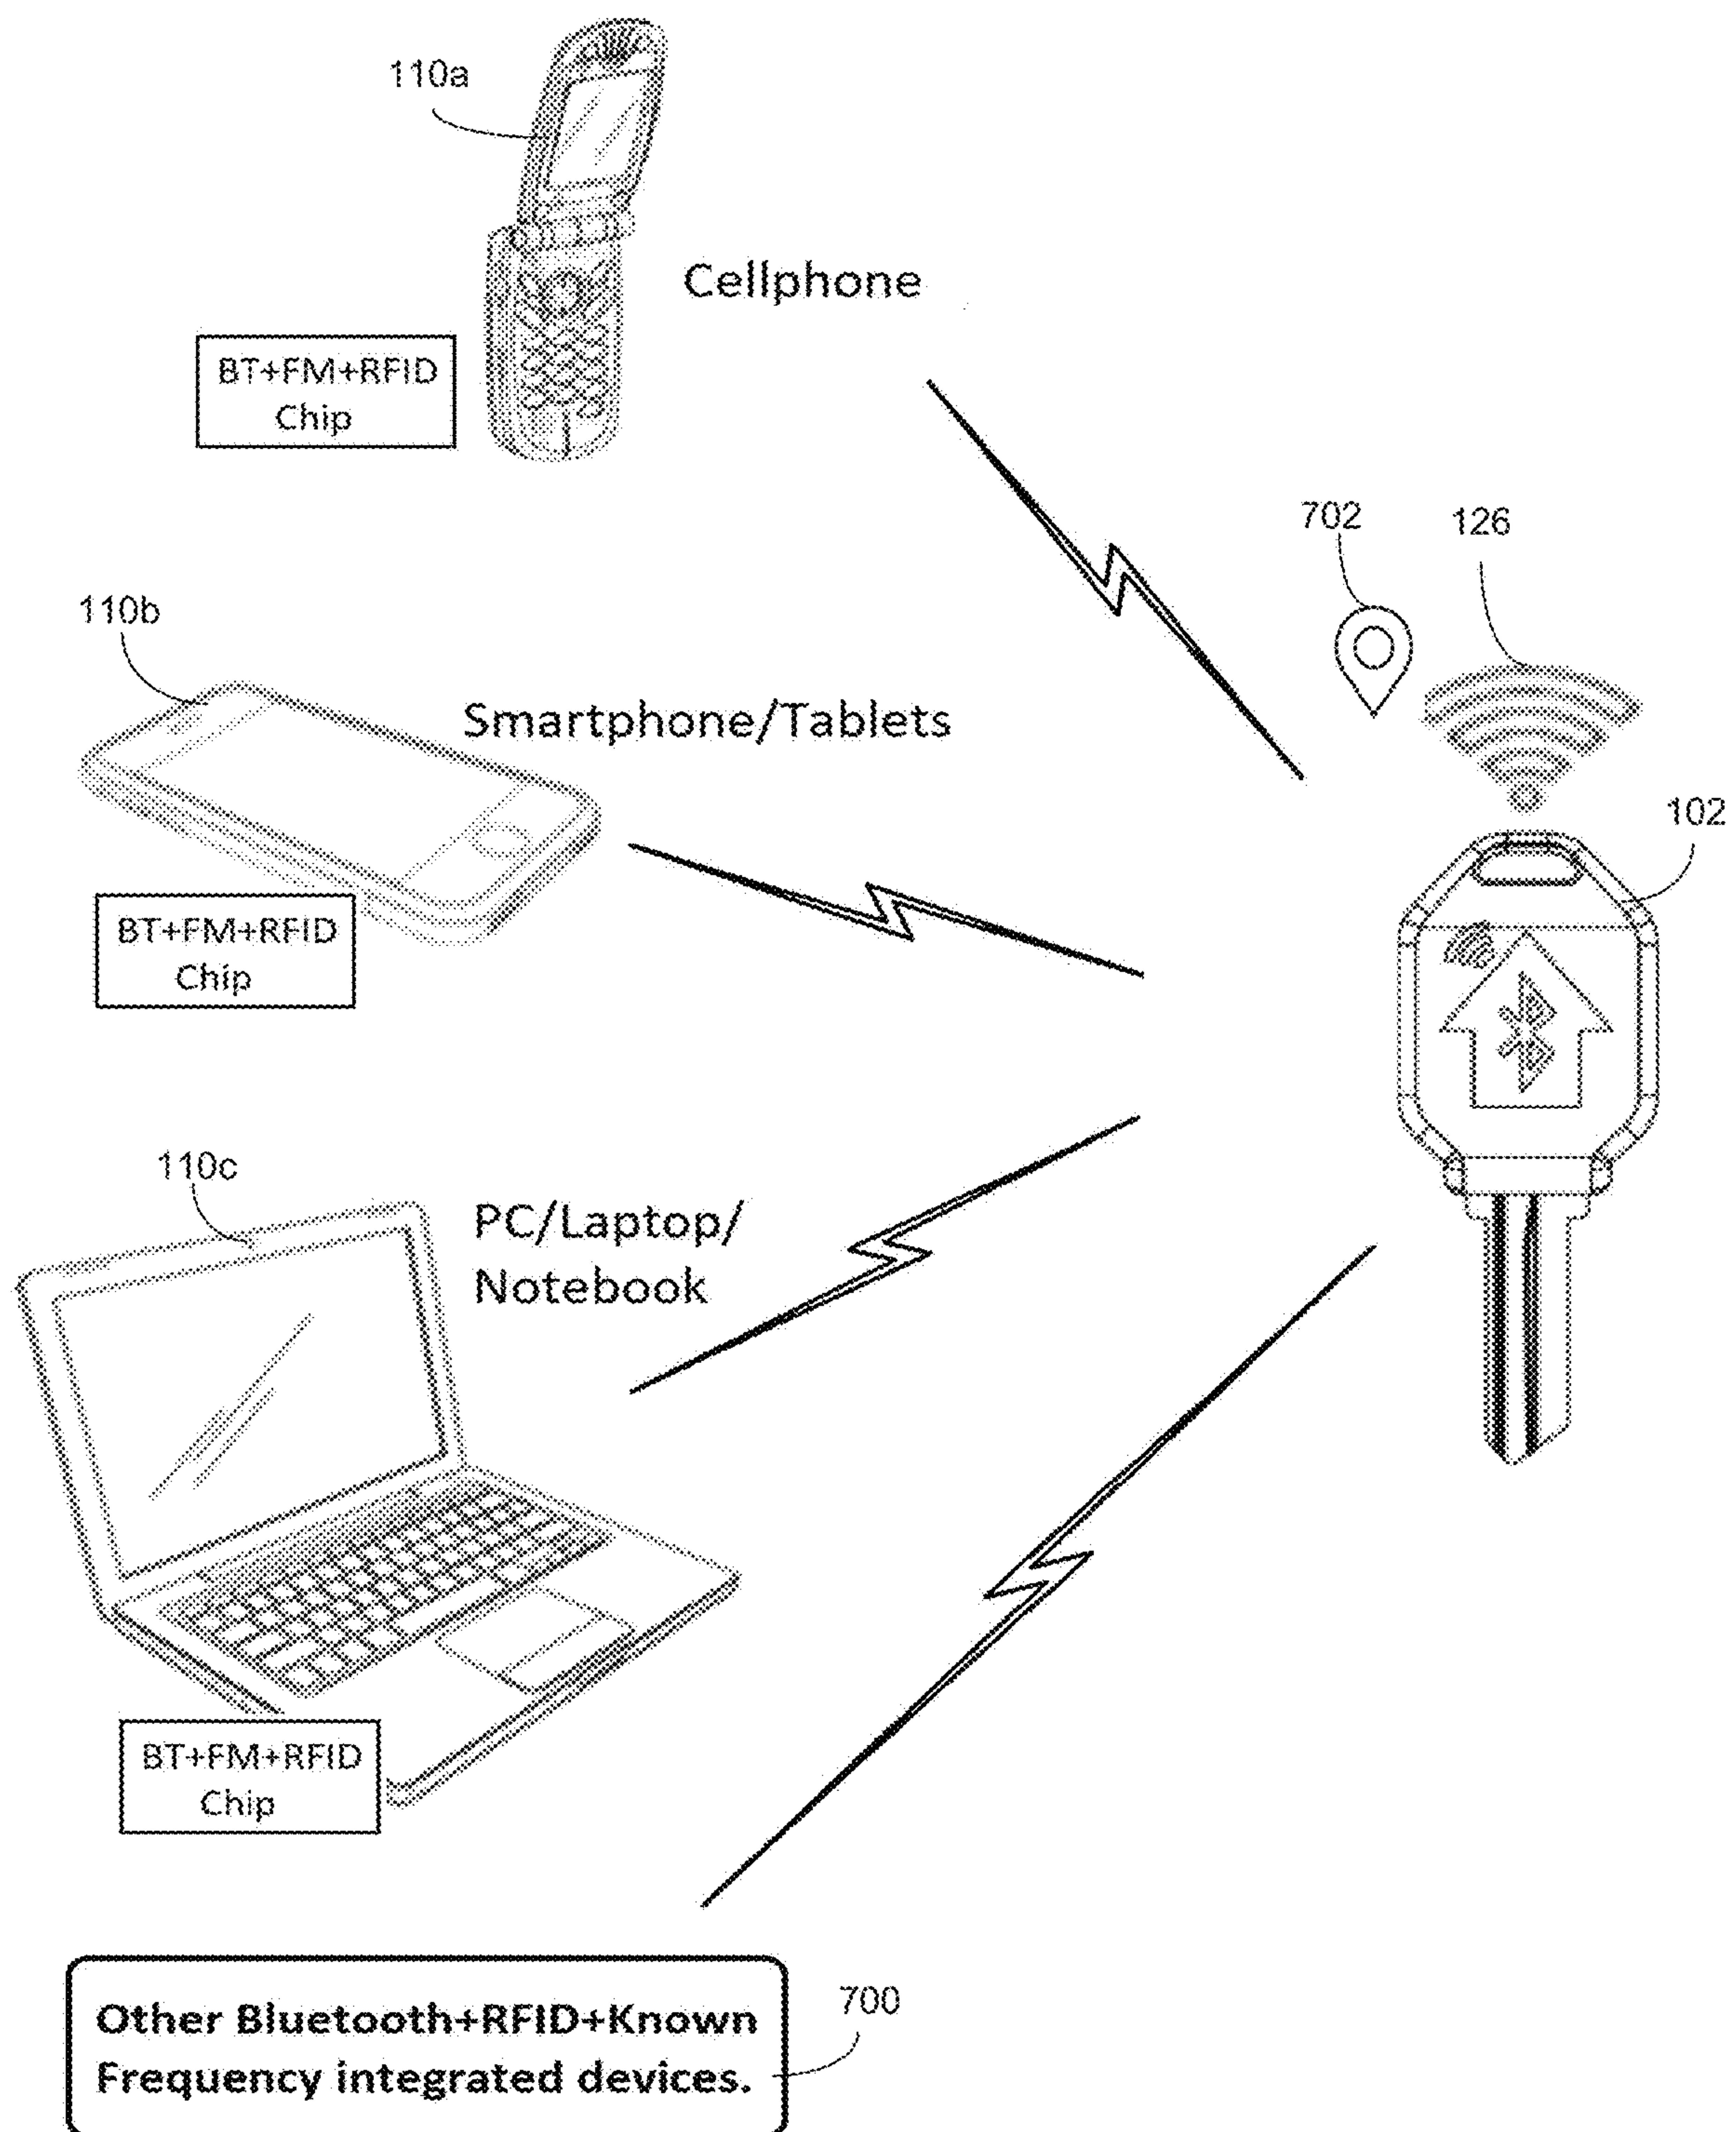 110a
Cellphone
BT+FM+RFID
Chip
702
126
110b
Smartphone/Tablets
102
BT+FM+RFID
Chip
110c
PC/Laptop/
Notebook
BT+FM+RFID
Chip
700
Other Bluetooth+RFID+Known
Frequency integrated devices.